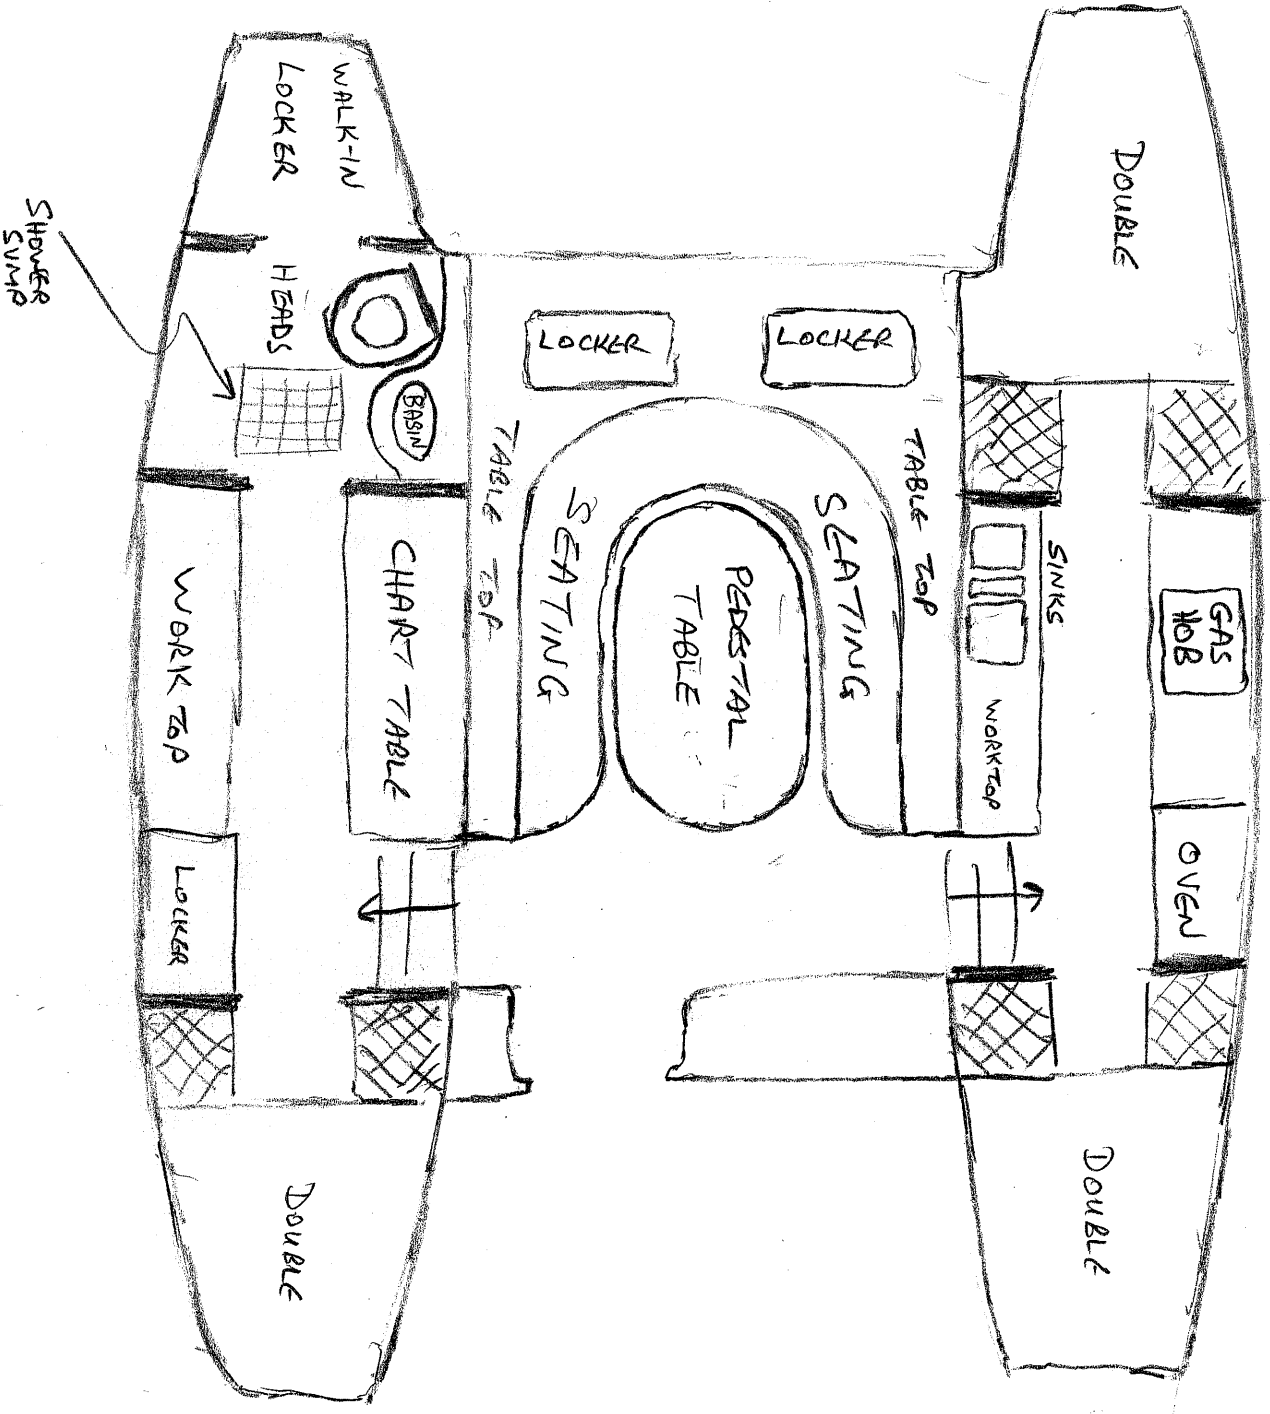 WALK-IN
LOCKER
DOUBLE
SHOWER
SUMP
HEADS
BASIN
LOCKER
LOCKER
TABLE TOP
SEATING
PEDESTAL
TABLE
SEATING
TABLE TOP
SINKS
WORK TOP
GAS
HOB
OVEN
CHART TABLE
WORK TOP
LOCKER
DOUBLE
DOUBLE